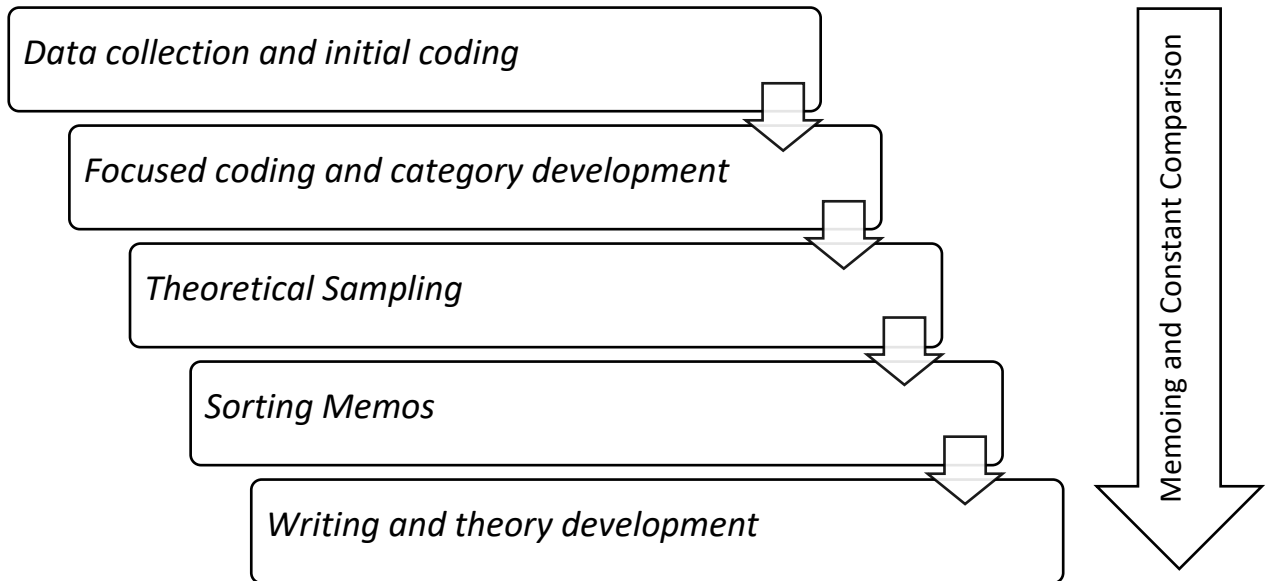 Data collection and initial coding
Focused coding and category development
Theoretical Sampling
Sorting Memos
Writing and theory development
Memoing and Constant Comparison